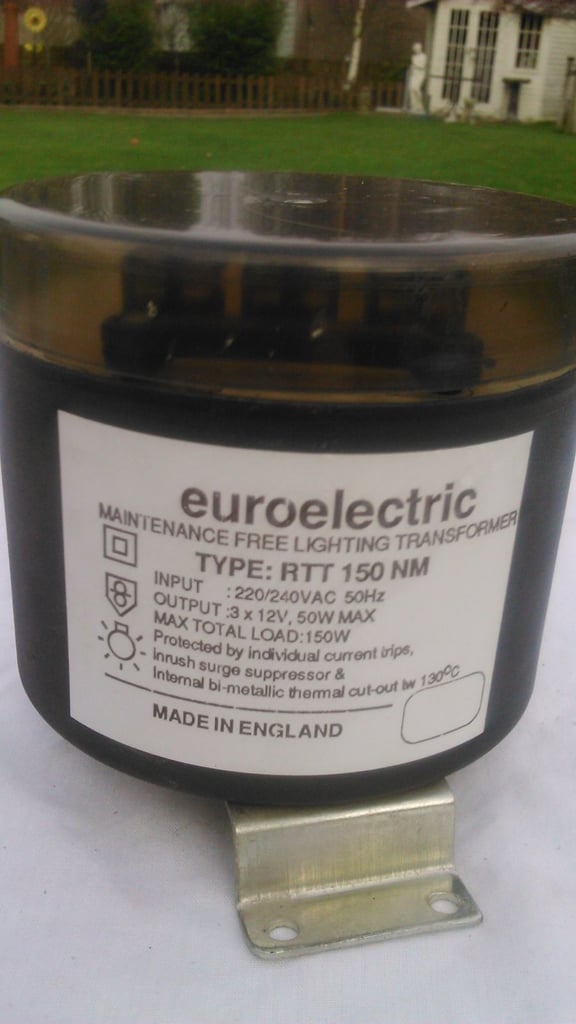 euroelectric
MAINTENANCE FREE LIGHTING TRANSFORMER
TYPE: RTT 150 NM
INPUT : 220/240VAC 50Hz
OUTPUT :3 x 12V, 50W MAX
MAX TOTAL LOAD:150W
Protected by individual current trips,
inrush surge suppressor &
Internal bi-metallic thermal cut-out tw 130°C
MADE IN ENGLAND